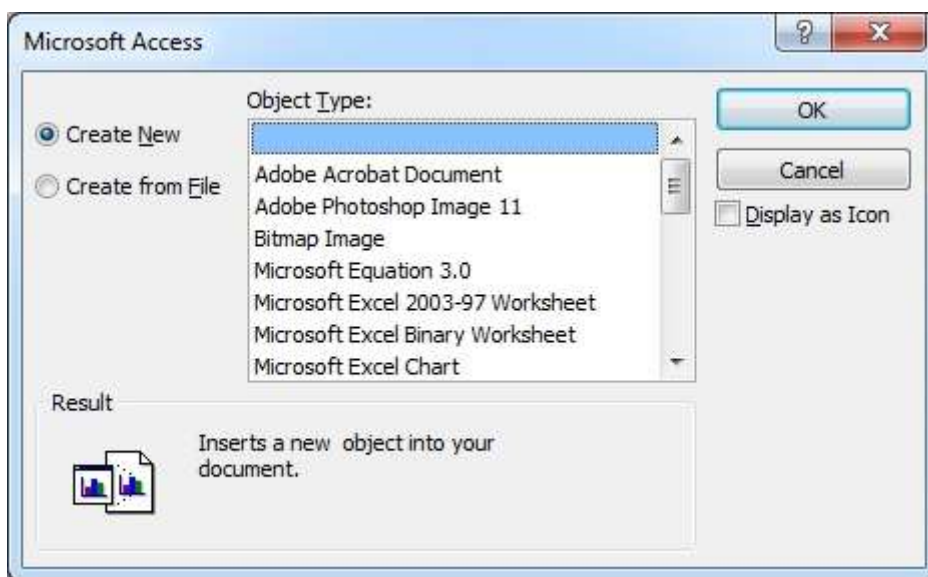 Microsoft Access
Object Type:
Create New
Create from File
Adobe Acrobat Document
Adobe Photoshop Image 11
Bitmap Image
Microsoft Equation 3.0
Microsoft Excel 2003-97 Worksheet
Microsoft Excel Binary Worksheet
Microsoft Excel Chart
OK
Cancel
Display as Icon
Result
Inserts a new object into your
document.